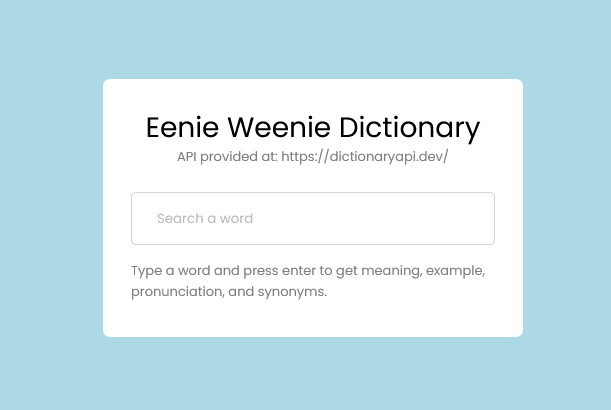 Eenie Weenie Dictionary
API provided at: https://dictionaryapi.dev/
Search a word
Type a word and press enter to get meaning, example,
pronunciation, and synonyms.